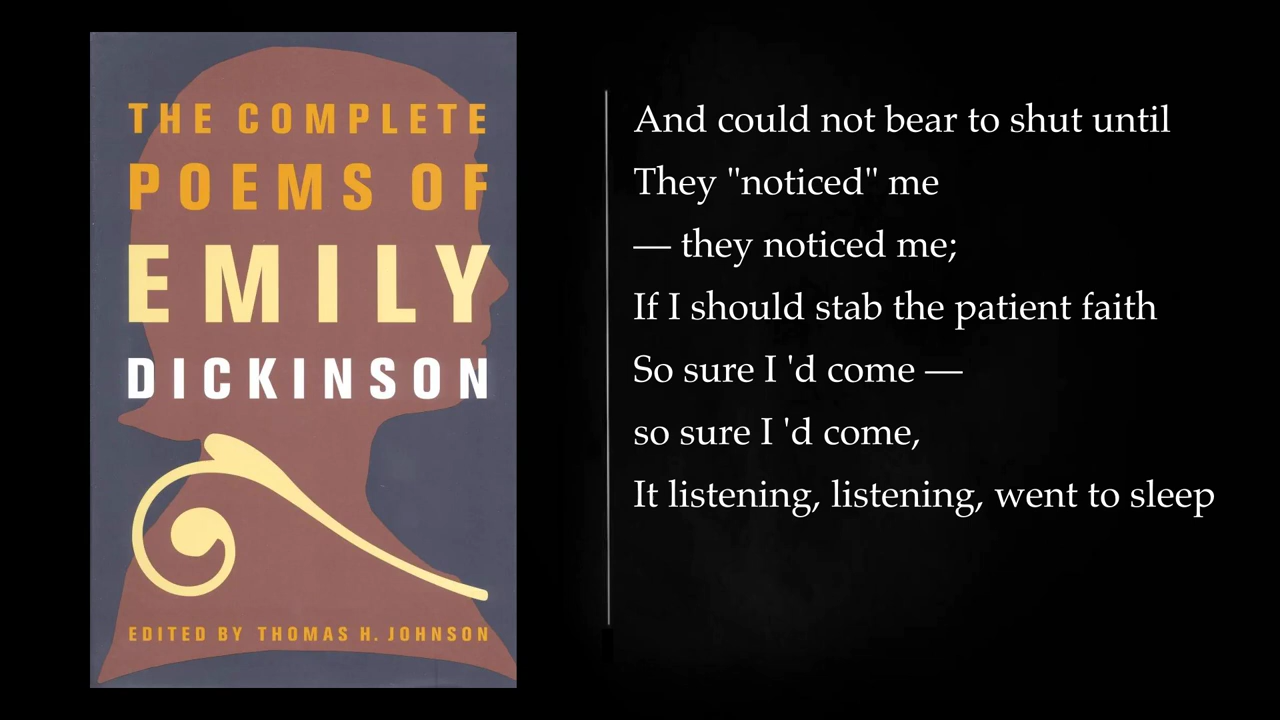 THE COMPLETE
POEMS OF
EMILY
DICKINSON
EDITED BY THOMAS H. JOHNSON
And could not bear to shut until
They "noticed" me
— they noticed me;
If I should stab the patient faith
So sure I 'd come —
so sure I 'd come,
It listening, listening, went to sleep